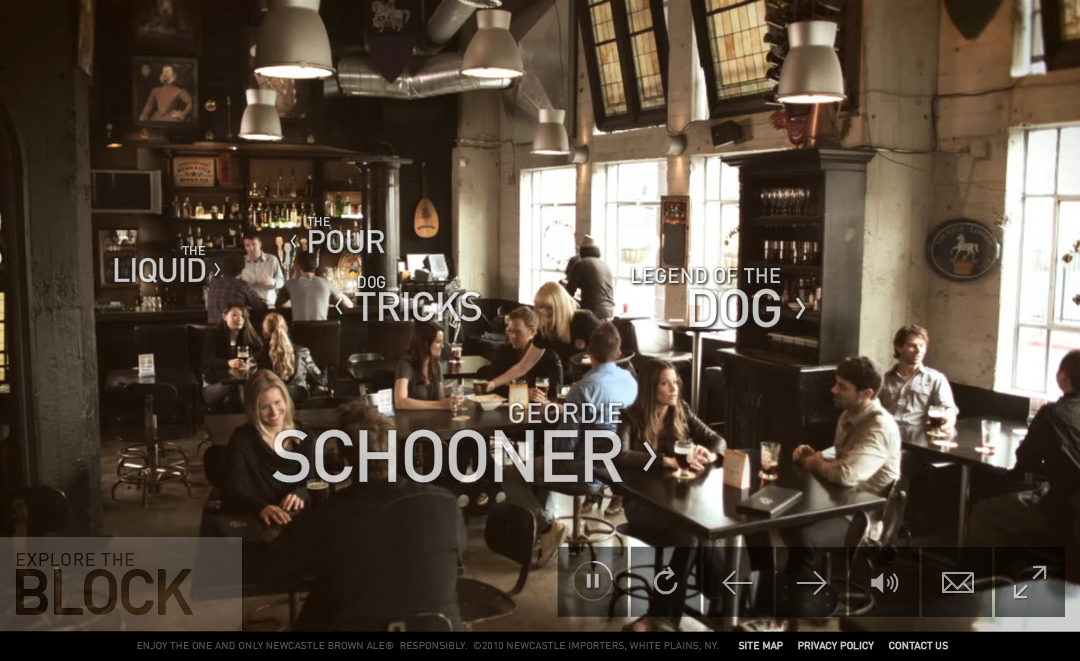 NEWCASTLE
THE
‹ POUR
THE
LIQUID ›
DOG
‹ TRICKS
LEGEND OF THE
DOG ›
GEORDIE
SCHOONER ›
EXPLORE THE
BLOCK
ENJOY THE ONE AND ONLY NEWCASTLE BROWN ALE® RESPONSIBLY. ©2010 NEWCASTLE IMPORTERS, WHITE PLAINS, NY. SITE MAP PRIVACY POLICY CONTACT US